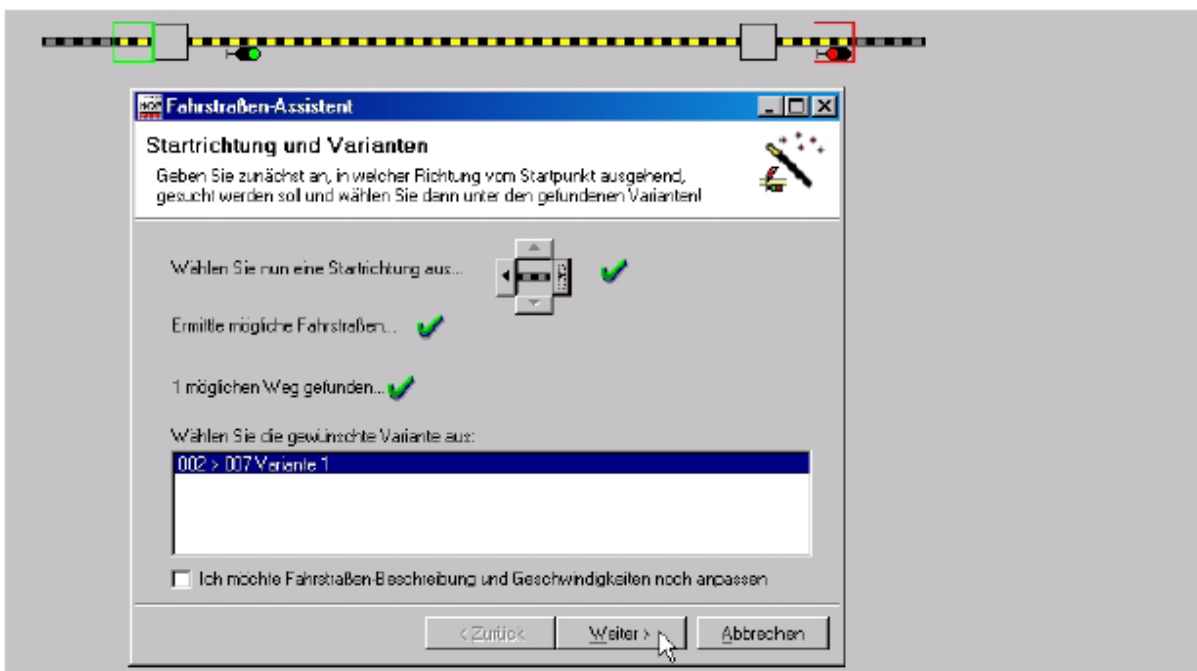 Fahrstraßen-Assistent
Startrichtung und Varianten
Geben Sie zunächst an, in welcher Richtung vom Startpunkt ausgehend,
gesucht werden soll und wählen Sie dann unter den gefundenen Varianten!
Wählen Sie nun eine Startrichtung aus...
Ermittle mögliche Fahrstraßen...
1 möglichen Weg gefunden...
Wählen Sie die gewünschte Variante aus:
002 > 007 Variante 1
Ich möchte Fahrstraßen-Beschreibung und Geschwindigkeiten noch anpassen
< Zurück
Weiter >
Abbrechen